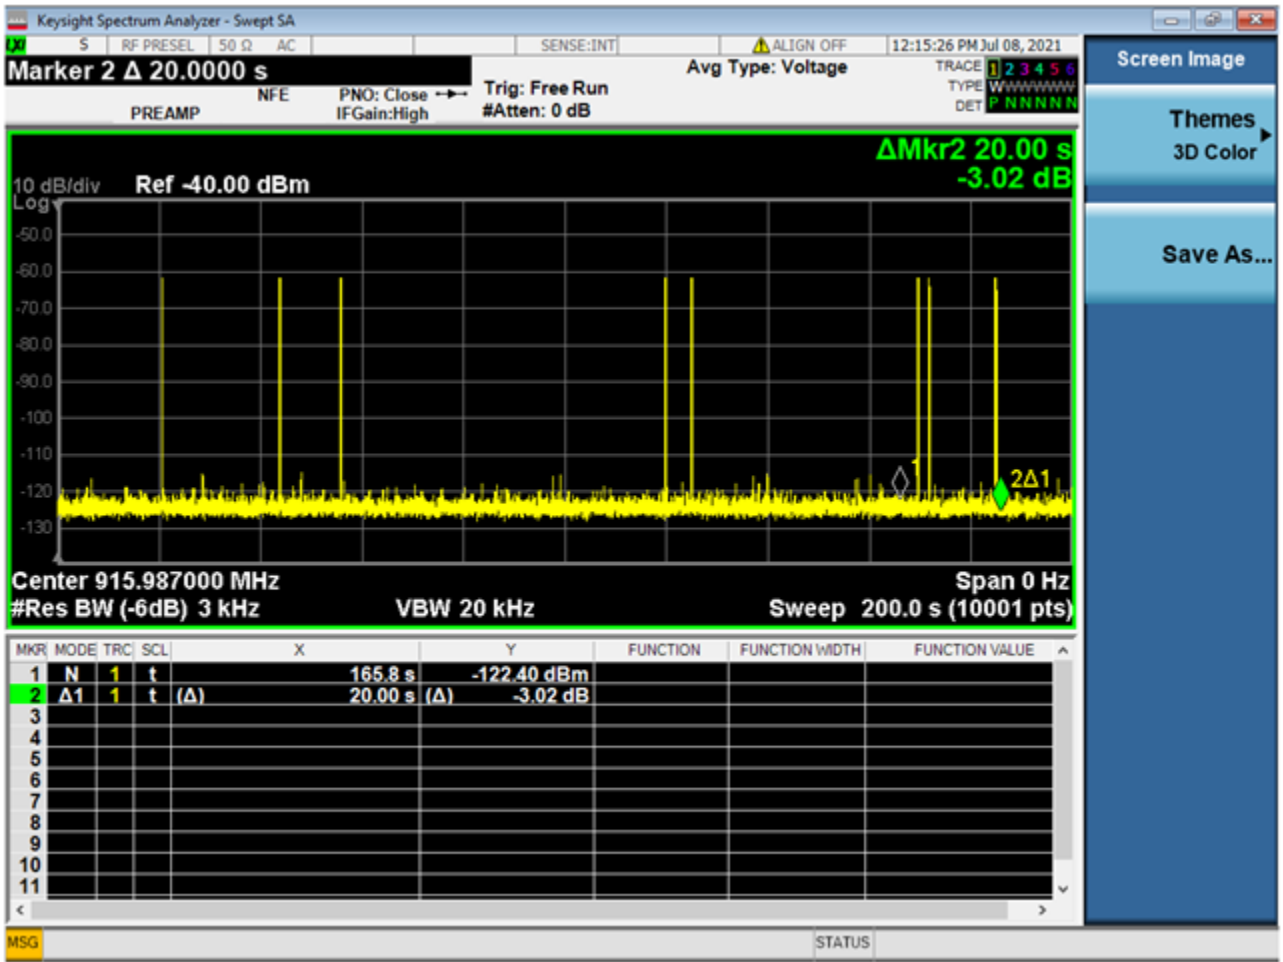 Keysight Spectrum Analyzer - Swept SA
LXI S RF PRESEL 50 Ω AC SENSE:INT ALIGN OFF 12:15:26 PM Jul 08, 2021
Marker 2 Δ 20.0000 s
Avg Type: Voltage
TRACE 1 2 3 4 5 6
NFE PNO: Close Trig: Free Run
TYPE WWWWWW
PREAMP IFGain:High #Atten: 0 dB
DET P N N N N N
ΔMkr2 20.00 s
-3.02 dB
10 dB/div Ref -40.00 dBm
Log
-50.0
-60.0
-70.0
-80.0
-90.0
-100
-110
-120
-130
1
2Δ1
Center 915.987000 MHz Span 0 Hz
#Res BW (-6dB) 3 kHz VBW 20 kHz Sweep 200.0 s (10001 pts)
MKR MODE TRC SCL X Y FUNCTION FUNCTION WIDTH FUNCTION VALUE
1 N 1 t 165.8 s -122.40 dBm
2 Δ1 1 t (Δ) 20.00 s (Δ) -3.02 dB
3
4
5
6
7
8
9
10
11
MSG STATUS
Screen Image
Themes
3D Color
Save As...